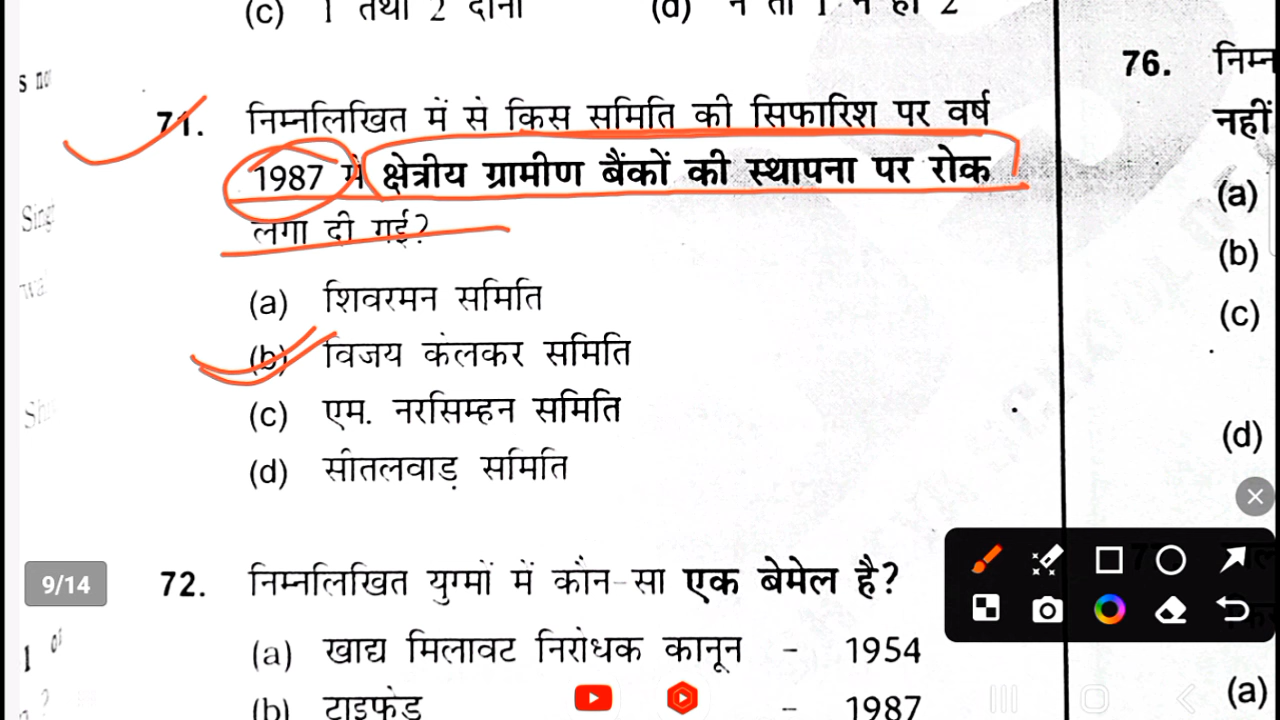 (c) 1 तथा 2 दोनों (d) न तो 1 न ही 2
71. निम्नलिखित में से किस समिति की सिफारिश पर वर्ष
1987 में क्षेत्रीय ग्रामीण बैंकों की स्थापना पर रोक
लगा दी गई?
(a) शिवरमन समिति
(b) विजय कलकर समिति
(c) एम. नरसिम्हन समिति
(d) सीतलवाड़ समिति
72. निम्नलिखित युग्मों में कौन-सा एक बेमेल है?
(a) खाद्य मिलावट निरोधक कानून - 1954
(b) टाइफेड - 1987
9/14
76. निम्न
नहीं
(a)
(b)
(c)
(d)
(a)